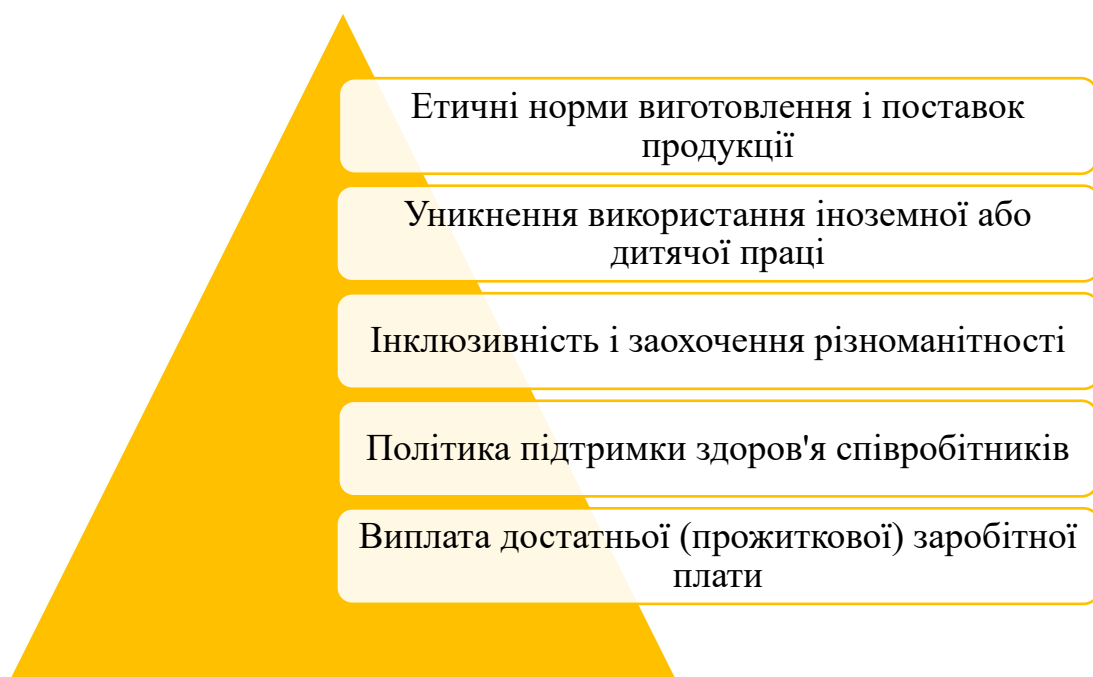 Етичні норми виготовлення і поставок
продукції
Уникнення використання іноземної або
дитячої праці
Інклюзивність і заохочення різноманітності
Політика підтримки здоров'я співробітників
Виплата достатньої (прожиткової) заробітної
плати